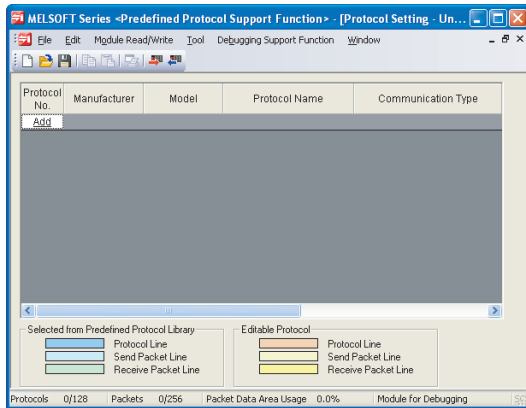 MELSOFT Series <Predefined Protocol Support Function> - [Protocol Setting - Un...
File Edit Module Read/Write Tool Debugging Support Function Window
Protocol No. Manufacturer Model Protocol Name Communication Type
Add
Selected from Predefined Protocol Library
Protocol Line
Send Packet Line
Receive Packet Line
Editable Protocol
Protocol Line
Send Packet Line
Receive Packet Line
Protocols 0/128 Packets 0/256 Packet Data Area Usage 0.0% Module for Debugging